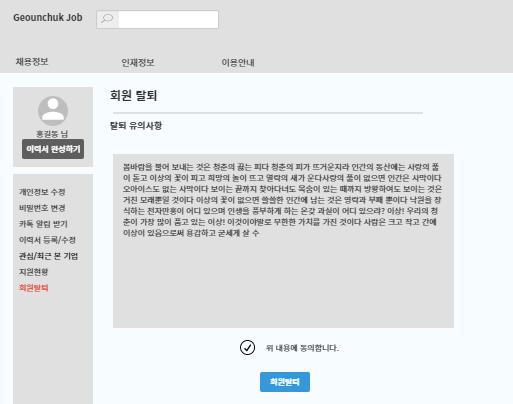 Geounchuk Job
채용정보
인재정보
이용안내
홍길동 님
이력서 완성하기
개인정보 수정
비밀번호 변경
카톡 알림 받기
이력서 등록/수정
관심/최근 본 기업
지원현황
회원탈퇴
회원 탈퇴
탈퇴 유의사항
봄바람을 불어 보내는 것은 청춘의 끓는 피다 청춘의 피가 뜨거운지라 인간의 동산에는 사랑의 풀
이 돋고 이상의 꽃이 피고 희망의 놀이 뜨고 열락의 새가 운다사랑의 풀이 없으면 인간은 사막이다
오아이스도 없는 사막이다 보이는 끝까지 찾아다녀도 목숨이 있는 때까지 방황하여도 보이는 것은
거친 모래뿐일 것이다 이상의 꽃이 없으면 쓸쓸한 인간에 남는 것은 영락과 부패 뿐이다 낙원을 장
식하는 천자만홍이 어디 있으며 인생을 풍부하게 하는 온갖 과실이 어디 있으랴? 이상! 우리의 청
춘이 가장 많이 품고 있는 이상! 이것이야말로 무한한 가치를 가진 것이다 사람은 크고 작고 간에
이상이 있음으로써 용감하고 굳세게 살 수
위 내용에 동의합니다.
회원탈퇴